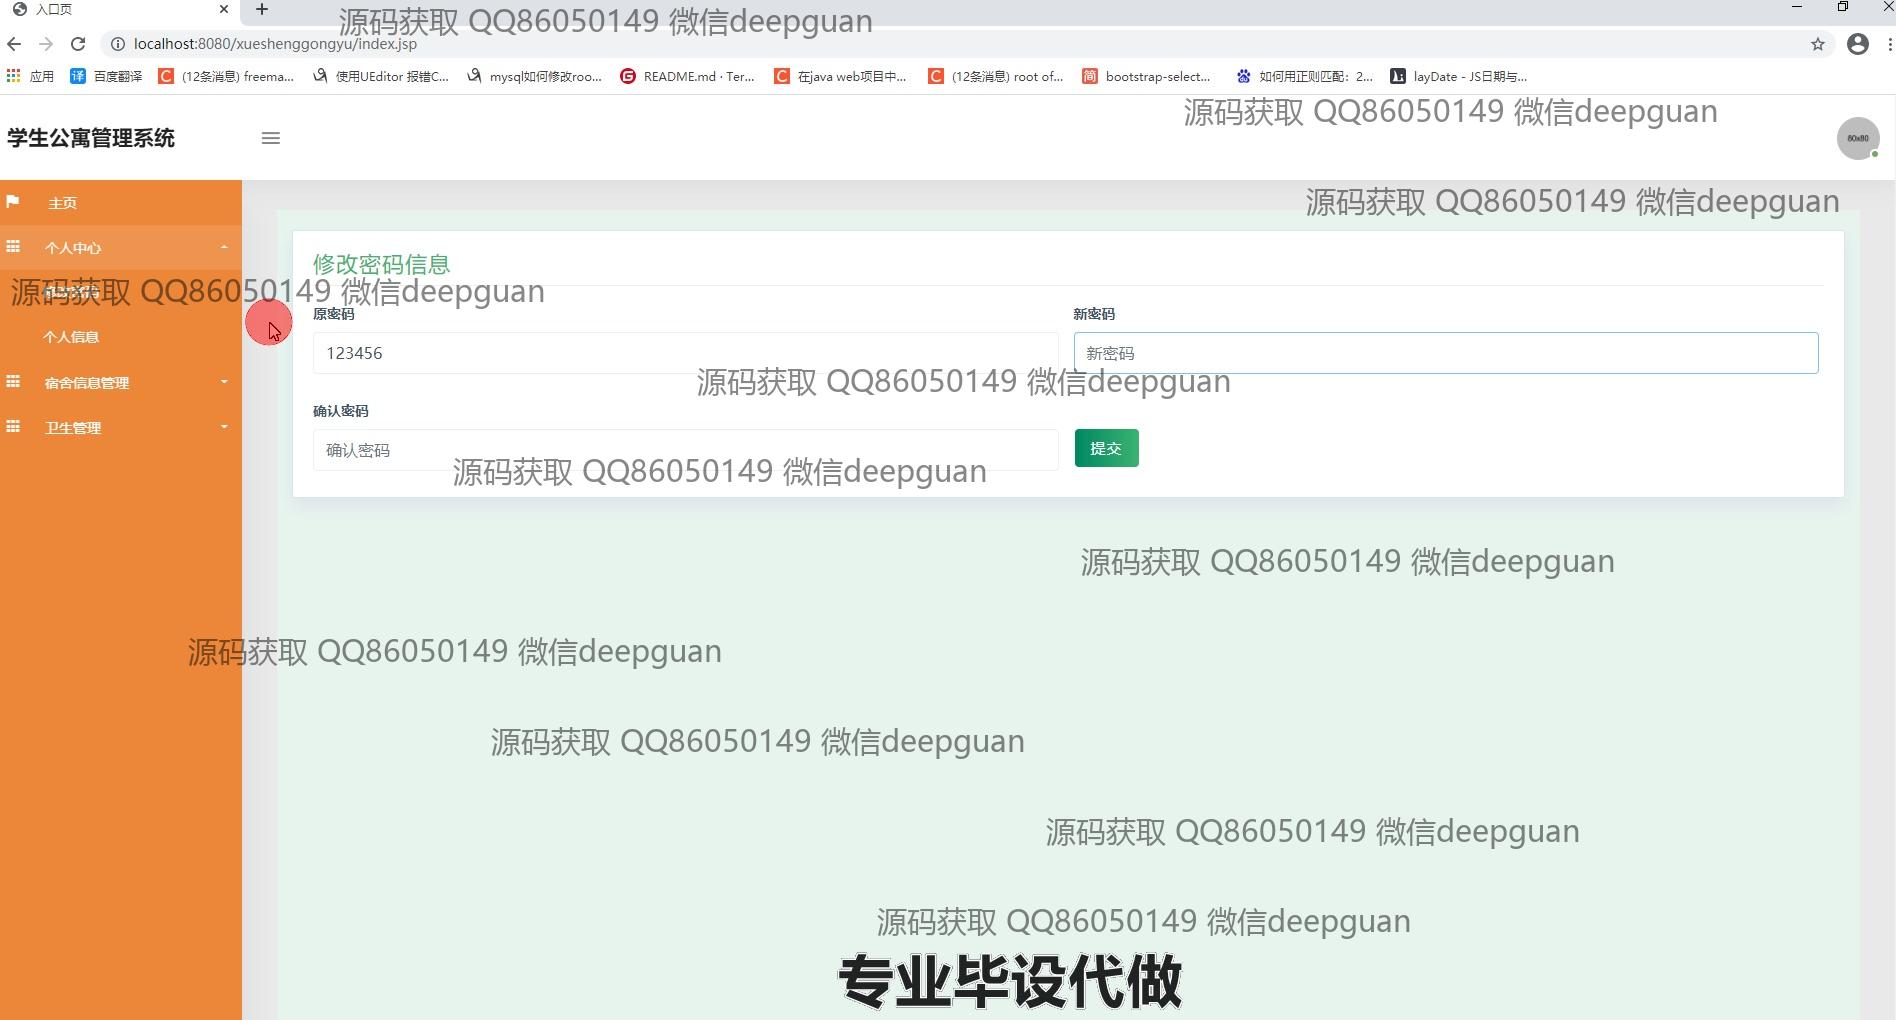 入口页
源码获取 QQ86050149 微信deepguan
localhost:8080/xueshenggongyu/index.jsp
应用 百度翻译 (12条消息) freema... 使用UEditor 报错C... mysql如何修改roo... README.md · Ter... 在java web项目中... (12条消息) root of... bootstrap-select... 如何用正则匹配：2... layDate - JS日期与...
源码获取 QQ86050149 微信deepguan
学生公寓管理系统
80x80
主页
源码获取 QQ86050149 微信deepguan
个人中心
修改密码信息
源码获取 QQ86050149 微信deepguan
原密码 新密码
个人信息
123456 新密码
宿舍信息管理
源码获取 QQ86050149 微信deepguan
确认密码
卫生管理
确认密码 提交
源码获取 QQ86050149 微信deepguan
源码获取 QQ86050149 微信deepguan
源码获取 QQ86050149 微信deepguan
源码获取 QQ86050149 微信deepguan
源码获取 QQ86050149 微信deepguan
源码获取 QQ86050149 微信deepguan
专业毕设代做